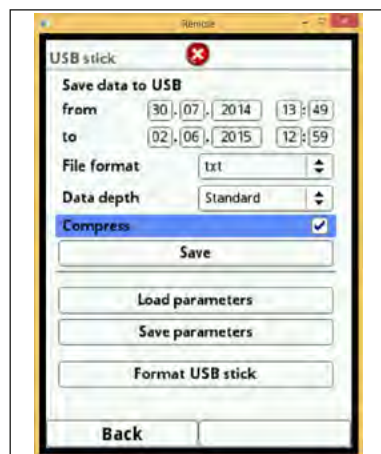 Remote
USB stick
Save data to USB
from 30.07.2014 13:49
to 02.06.2015 12:59
File format txt
Data depth Standard
Compress
Save
Load parameters
Save parameters
Format USB stick
Back